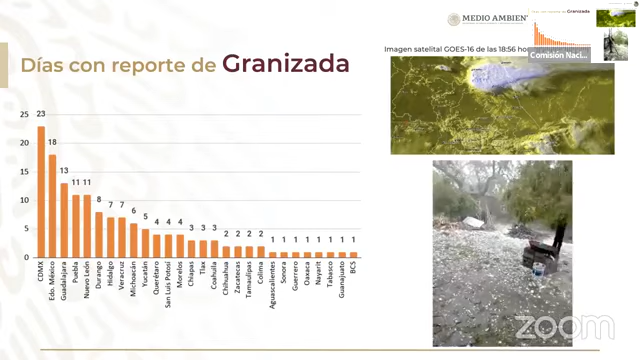 MEDIO AMBIENTE
Granizada
Comisión Naci...
Días con reporte de Granizada
Imagen satelital GOES-16 de las 18:56 ho
25
20
15
10
5
0
23
18
13
11
11
8
7
7
6
5
4
4
4
3
3
3
2
2
2
2
1
1
1
1
1
1
1
1
CDMX
Edo. México
Guadalajara
Puebla
Nuevo León
Durango
Hidalgo
Veracruz
Michoacán
Yucatán
Querétaro
San Luis Potosí
Morelos
Chiapas
Tlax
Coahuila
Chihuahua
Zacatecas
Tamaulipas
Colima
Aguascalientes
Sonora
Guerrero
Oaxaca
Nayarit
Tabasco
Guanajuato
BCS
zoom